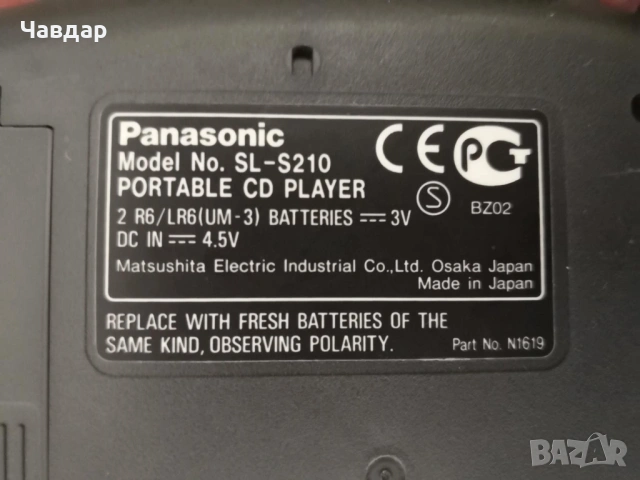 Чавдар
Panasonic
Model No. SL-S210
PORTABLE CD PLAYER
2 R6/LR6(UM-3) BATTERIES ⎓ 3V
DC IN ⎓ 4.5V
CE PCT
S
BZ02
Matsushita Electric Industrial Co.,Ltd. Osaka Japan
Made in Japan
REPLACE WITH FRESH BATTERIES OF THE
SAME KIND, OBSERVING POLARITY.
Part No. N1619
BAZAR